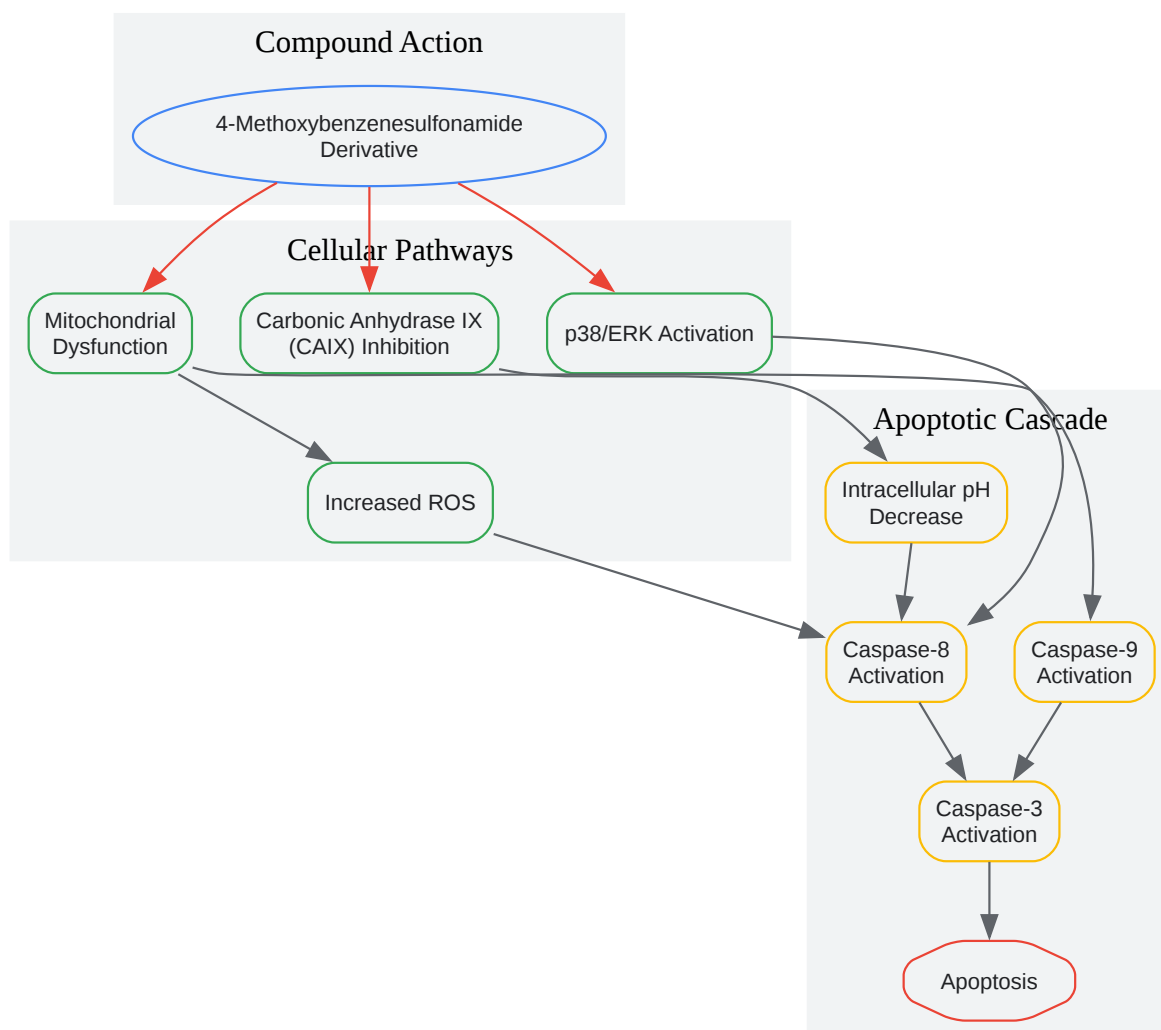 Compound Action
4-Methoxybenzenesulfonamide
Derivative
Cellular Pathways
Mitochondrial
Dysfunction
Carbonic Anhydrase IX
(CAIX) Inhibition
p38/ERK Activation
Increased ROS
Apoptotic Cascade
Intracellular pH
Decrease
Caspase-8
Activation
Caspase-9
Activation
Caspase-3
Activation
Apoptosis